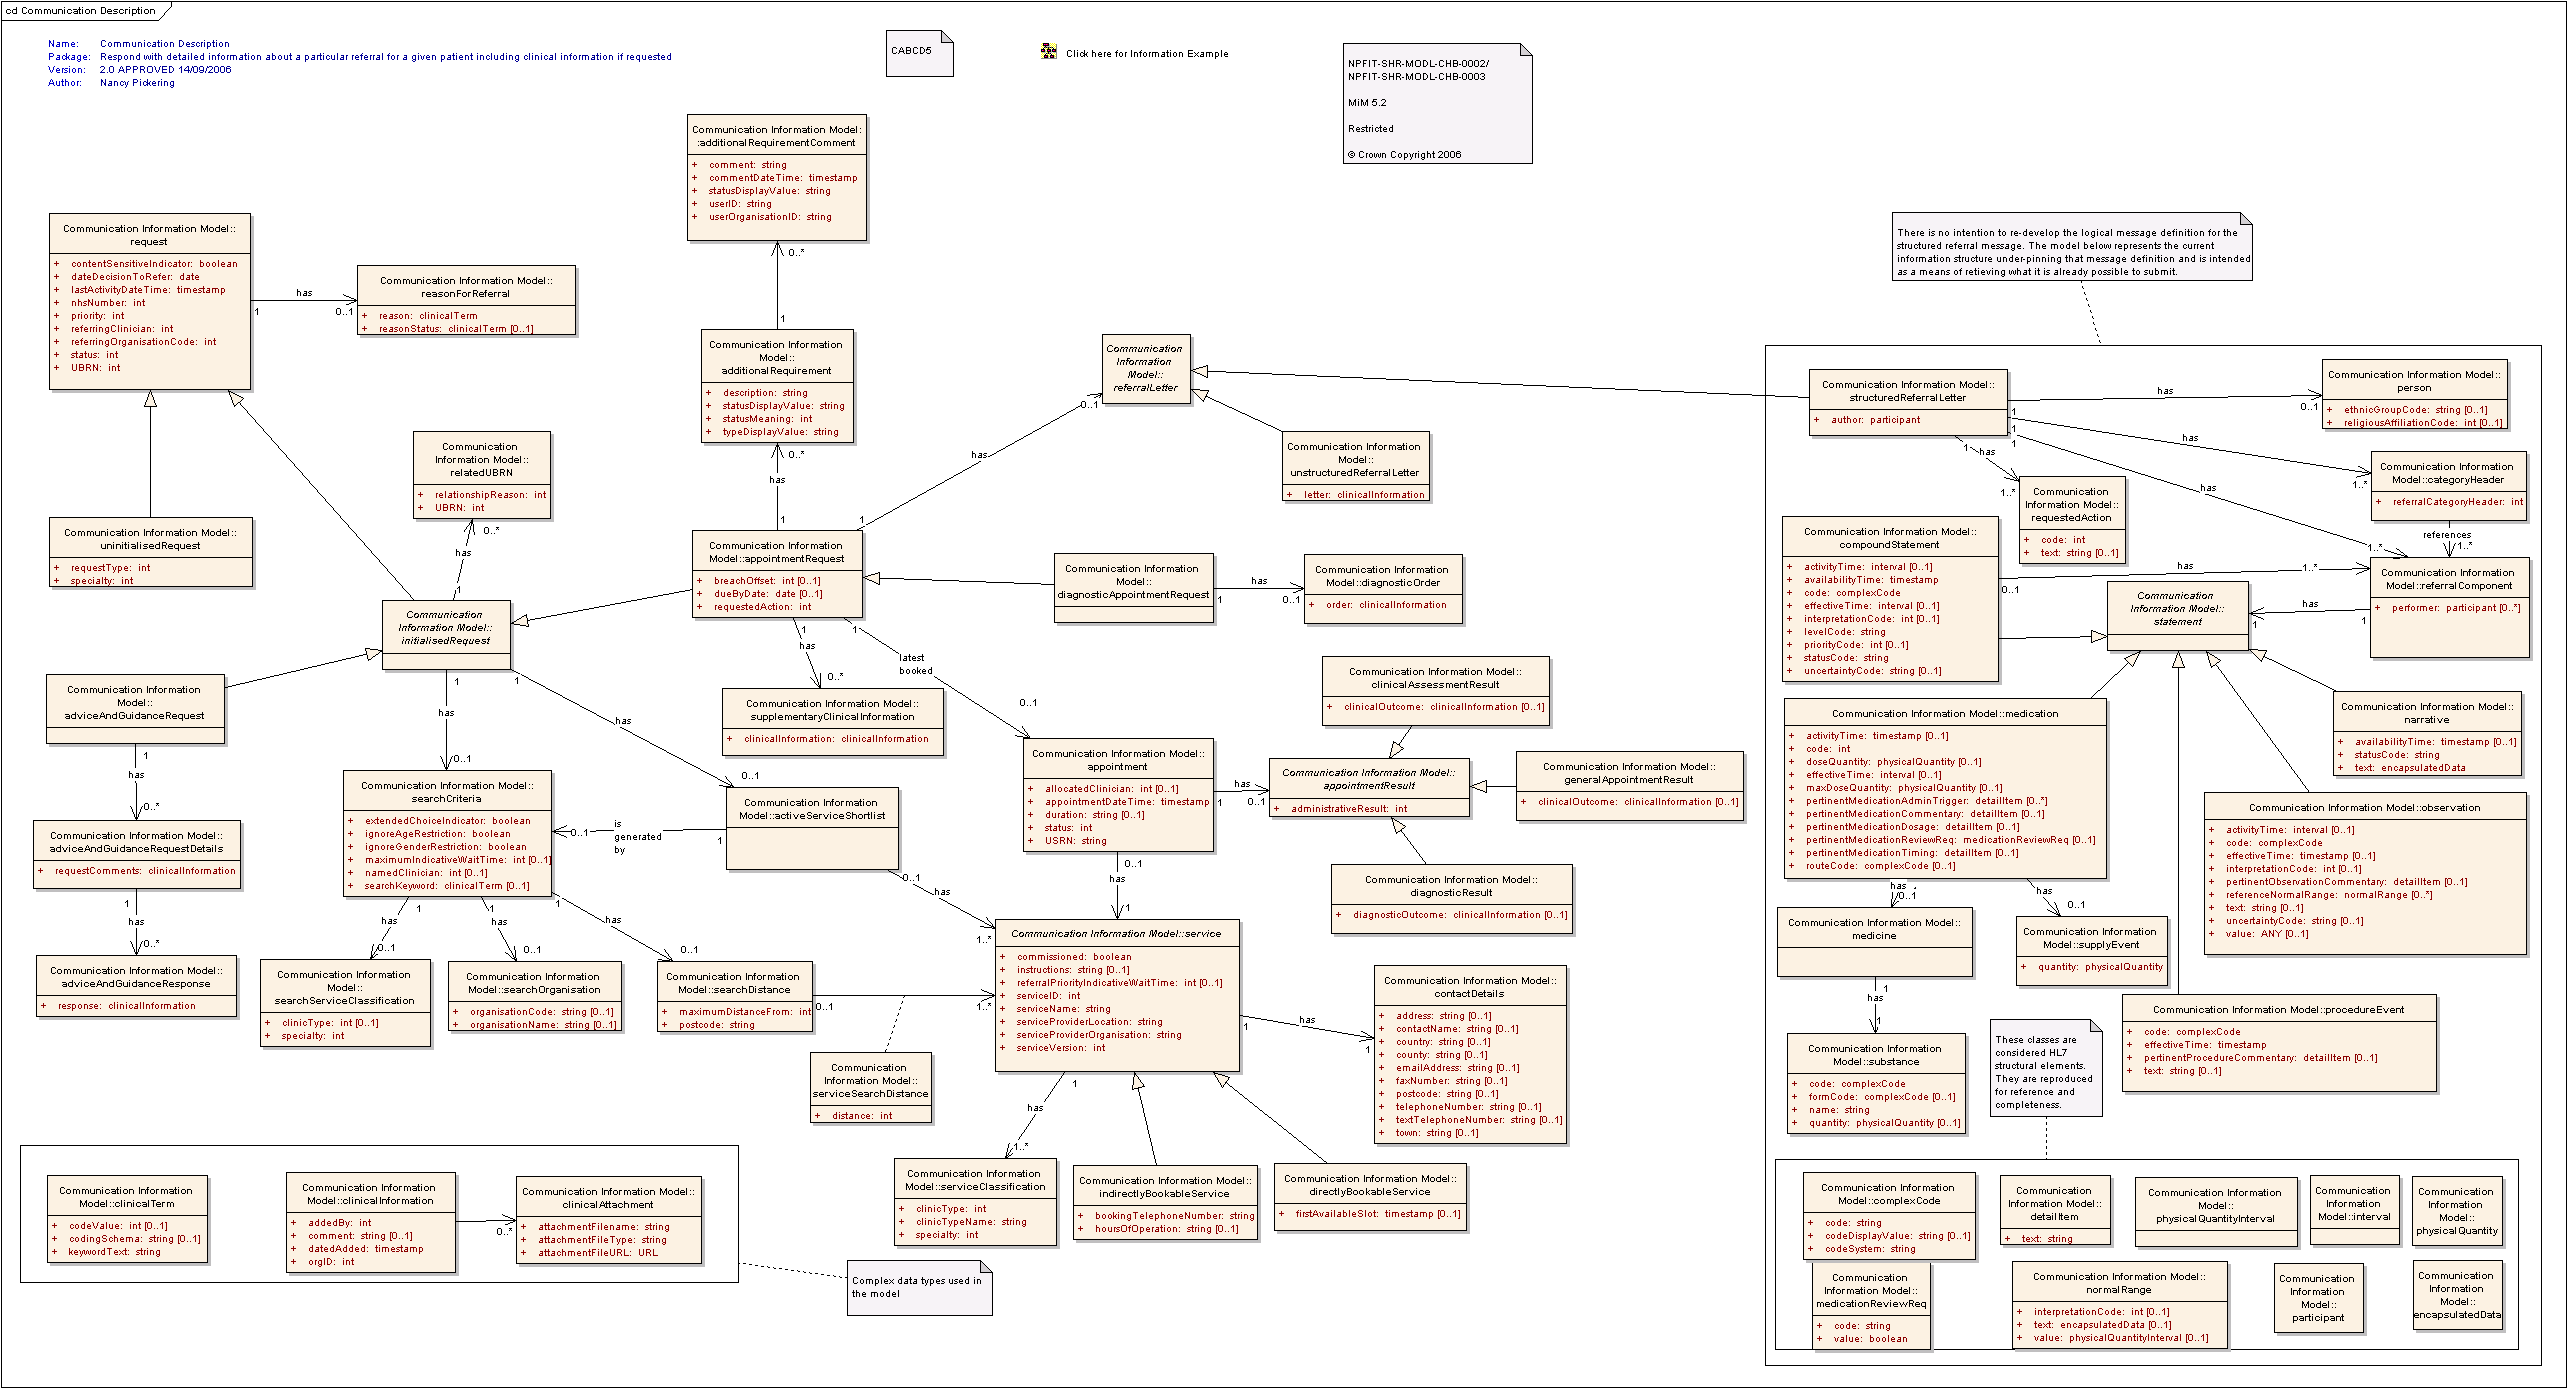 cd Communication Description
Name: Communication Description
Package: Respond with detailed information about a particular referral for a given patient including clinical information if requested
Version: 2.0 APPROVED 14/09/2006
Author: Nancy Pickering
CABCD5
Click here for Information Example
NPFIT-SHR-MODL-CHB-0002/
NPFIT-SHR-MODL-CHB-0003
MiM 5.2
Restricted
© Crown Copyright 2006
Communication Information Model:
:additionalRequirementComment
+ comment: string
+ commentDateTime: timestamp
+ statusDisplayValue: string
+ userID: string
+ userOrganisationID: string
0..*
1
Communication Information Model::
request
+ contentSensitiveIndicator: boolean
+ dateDecisionToRefer: date
+ lastActivityDateTime: timestamp
+ nhsNumber: int
+ priority: int
+ referringClinician: int
+ referringOrganisationCode: int
+ status: int
+ UBRN: int
has
1
0..1
Communication Information Model::
reasonForReferral
+ reason: clinicalTerm
+ reasonStatus: clinicalTerm [0..1]
Communication Information
Model::
additionalRequirement
+ description: string
+ statusDisplayValue: string
+ statusMeaning: int
+ typeDisplayValue: string
0..*
has
1
Communication
Information
Model::
referralLetter
0..1
has
1
Communication Information
Model::
unstructuredReferralLetter
+ letter: clinicalInformation
Communication
Information Model::
relatedUBRN
+ relationshipReason: int
+ UBRN: int
0..*
has
1
Communication Information Model::
uninitialisedRequest
+ requestType: int
+ specialty: int
Communication Information
Model::appointmentRequest
+ breachOffset: int [0..1]
+ dueByDate: date [0..1]
+ requestedAction: int
Communication Information
Model::
diagnosticAppointmentRequest
has
1
0..1
Communication Information
Model::diagnosticOrder
+ order: clinicalInformation
Communication
Information Model::
initialisedRequest
1
has
0..*
1
latest
booked
0..1
Communication Information Model::
supplementaryClinicalInformation
+ clinicalInformation: clinicalInformation
Communication Information
Model::
adviceAndGuidanceRequest
1
has
0..*
Communication Information Model::
adviceAndGuidanceRequestDetails
+ requestComments: clinicalInformation
1
has
0..*
Communication Information Model::
adviceAndGuidanceResponse
+ response: clinicalInformation
1
has
0..1
1
has
0..1
Communication Information Model::
searchCriteria
+ extendedChoiceIndicator: boolean
+ ignoreAgeRestriction: boolean
+ ignoreGenderRestriction: boolean
+ maximumIndicativeWaitTime: int [0..1]
+ namedClinician: int [0..1]
+ searchKeyword: clinicalTerm [0..1]
0..1
is
generated
by
1
Communication Information
Model::activeServiceShortlist
0..1
has
1..*
has
1
0..1
1
has
0..1
1
has
0..1
Communication Information
Model::
searchServiceClassification
+ clinicType: int [0..1]
+ specialty: int
Communication Information
Model::searchOrganisation
+ organisationCode: string [0..1]
+ organisationName: string [0..1]
Communication Information
Model::searchDistance
+ maximumDistanceFrom: int
+ postcode: string
0..1
1..*
Communication
Information Model::
serviceSearchDistance
+ distance: int
Communication Information Model::
appointment
+ allocatedClinician: int [0..1]
+ appointmentDateTime: timestamp
+ duration: string [0..1]
+ status: int
+ USRN: string
has
1
0..1
0..1
has
1
Communication Information Model::
clinicalAssessmentResult
+ clinicalOutcome: clinicalInformation [0..1]
Communication Information Model::
appointmentResult
+ administrativeResult: int
Communication Information Model::
generalAppointmentResult
+ clinicalOutcome: clinicalInformation [0..1]
Communication Information Model::
diagnosticResult
+ diagnosticOutcome: clinicalInformation [0..1]
Communication Information Model::service
+ commissioned: boolean
+ instructions: string [0..1]
+ referralPriorityIndicativeWaitTime: int [0..1]
+ serviceID: int
+ serviceName: string
+ serviceProviderLocation: string
+ serviceProviderOrganisation: string
+ serviceVersion: int
1
has
1
Communication Information Model::
contactDetails
+ address: string [0..1]
+ contactName: string [0..1]
+ country: string [0..1]
+ county: string [0..1]
+ emailAddress: string [0..1]
+ faxNumber: string [0..1]
+ postcode: string [0..1]
+ telephoneNumber: string [0..1]
+ textTelephoneNumber: string [0..1]
+ town: string [0..1]
1
has
1..*
Communication Information
Model::serviceClassification
+ clinicType: int
+ clinicTypeName: string
+ specialty: int
Communication Information Model::
indirectlyBookableService
+ bookingTelephoneNumber: string
+ hoursOfOperation: string [0..1]
Communication Information Model::
directlyBookableService
+ firstAvailableSlot: timestamp [0..1]
Communication Information
Model::clinicalTerm
+ codeValue: int [0..1]
+ codingSchema: string [0..1]
+ keywordText: string
Communication Information
Model::clinicalInformation
+ addedBy: int
+ comment: string [0..1]
+ datedAdded: timestamp
+ orgID: int
0..*
Communication Information Model::
clinicalAttachment
+ attachmentFilename: string
+ attachmentFileType: string
+ attachmentFileURL: URL
Complex data types used in
the model
There is no intention to re-develop the logical message definition for the
structured referral message. The model below represents the current
information structure under-pinning that message definition and is intended
as a means of retieving what it is already possible to submit.
Communication Information Model::
structuredReferralLetter
+ author: participant
1
has
0..1
Communication Information Model::
person
+ ethnicGroupCode: string [0..1]
+ religiousAffiliationCode: int [0..1]
1
has
1..*
Communication Information
Model::categoryHeader
+ referralCategoryHeader: int
references
1..*
1
has
1..*
Communication
Information Model::
requestedAction
+ code: int
+ text: string [0..1]
1
has
1..*
Communication Information Model::
compoundStatement
+ activityTime: interval [0..1]
+ availabilityTime: timestamp
+ code: complexCode
+ effectiveTime: interval [0..1]
+ interpretationCode: int [0..1]
+ levelCode: string
+ priorityCode: int [0..1]
+ statusCode: string
+ uncertaintyCode: string [0..1]
0..1
has
1..*
Communication Information
Model::referralComponent
+ performer: participant [0..*]
has
1
1
Communication
Information Model::
statement
Communication Information Model::medication
+ activityTime: timestamp [0..1]
+ code: int
+ doseQuantity: physicalQuantity [0..1]
+ effectiveTime: interval [0..1]
+ maxDoseQuantity: physicalQuantity [0..1]
+ pertinentMedicationAdminTrigger: detailItem [0..*]
+ pertinentMedicationCommentary: detailItem [0..1]
+ pertinentMedicationDosage: detailItem [0..1]
+ pertinentMedicationReviewReq: medicationReviewReq [0..1]
+ pertinentMedicationTiming: detailItem [0..1]
+ routeCode: complexCode [0..1]
Communication Information Model::
narrative
+ availabilityTime: timestamp [0..1]
+ statusCode: string
+ text: encapsulatedData
Communication Information Model::observation
+ activityTime: interval [0..1]
+ code: complexCode
+ effectiveTime: timestamp [0..1]
+ interpretationCode: int [0..1]
+ pertinentObservationCommentary: detailItem [0..1]
+ referenceNormalRange: normalRange [0..*]
+ text: string [0..1]
+ uncertaintyCode: string [0..1]
+ value: ANY [0..1]
has
0..1
has
0..1
Communication Information Model::
medicine
1
has
1
Communication Information
Model::supplyEvent
+ quantity: physicalQuantity
Communication Information
Model::substance
+ code: complexCode
+ formCode: complexCode [0..1]
+ name: string
+ quantity: physicalQuantity [0..1]
Communication Information Model::procedureEvent
+ code: complexCode
+ effectiveTime: timestamp
+ pertinentProcedureCommentary: detailItem [0..1]
+ text: string [0..1]
These classes are
considered HL7
structural elements.
They are reproduced
for reference and
completeness.
Communication Information
Model::complexCode
+ code: string
+ codeDisplayValue: string [0..1]
+ codeSystem: string
Communication
Information Model::
detailItem
+ text: string
Communication Information
Model::
physicalQuantityInterval
Communication
Information
Model::interval
Communication
Information
Model::
physicalQuantity
Communication
Information Model::
medicationReviewReq
+ code: string
+ value: boolean
Communication Information Model::
normalRange
+ interpretationCode: int [0..1]
+ text: encapsulatedData [0..1]
+ value: physicalQuantityInterval [0..1]
Communication
Information
Model::
participant
Communication
Information
Model::
encapsulatedData